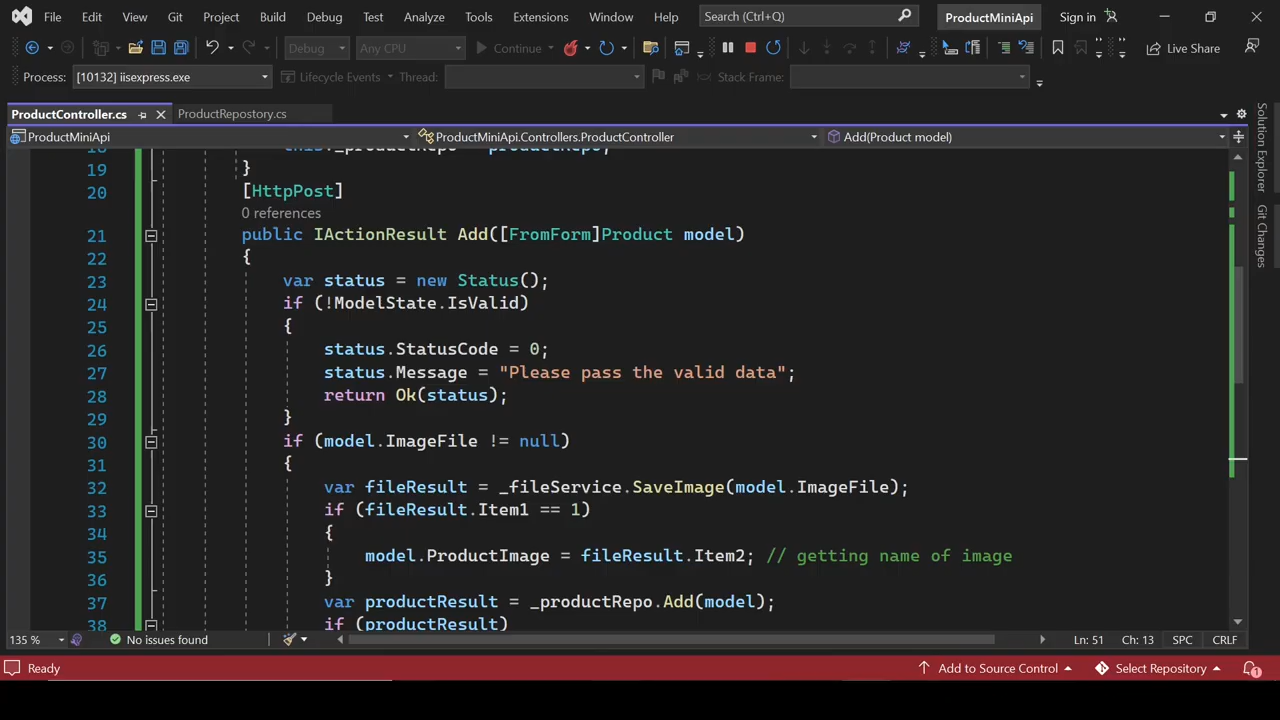 File Edit View Git Project Build Debug Test Analyze Tools Extensions Window Help Search (Ctrl+Q) ProductMiniApi Sign in
Debug Any CPU Continue Live Share
Process: [10132] iisexpress.exe Lifecycle Events Thread: Stack Frame:
ProductController.cs ProductRepostory.cs
ProductMiniApi ProductMiniApi.Controllers.ProductController Add(Product model)
18 this._productRepo = productRepo;
19 }
20 [HttpPost]
0 references
21 public IActionResult Add([FromForm]Product model)
22 {
23 var status = new Status();
24 if (!ModelState.IsValid)
25 {
26 status.StatusCode = 0;
27 status.Message = "Please pass the valid data";
28 return Ok(status);
29 }
30 if (model.ImageFile != null)
31 {
32 var fileResult = _fileService.SaveImage(model.ImageFile);
33 if (fileResult.Item1 == 1)
34 {
35 model.ProductImage = fileResult.Item2; // getting name of image
36 }
37 var productResult = _productRepo.Add(model);
38 if (productResult)
135 % No issues found Ln: 51 Ch: 13 SPC CRLF
Ready Add to Source Control Select Repository 1
Solution Explorer
Git Changes